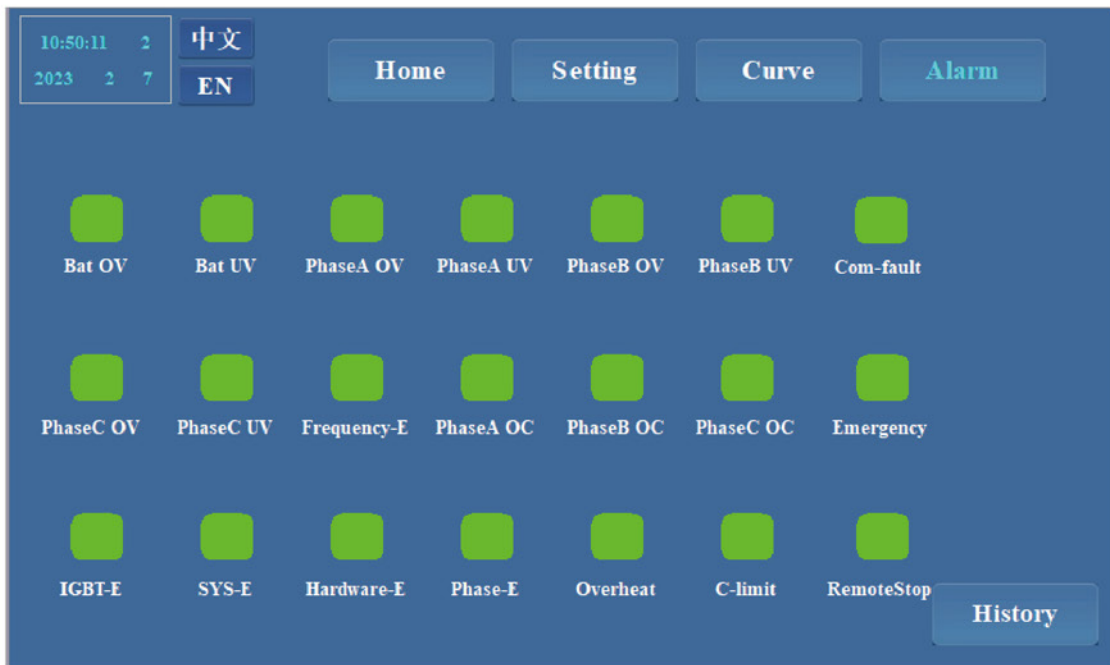 10:50:11 2
2023 2 7
中文
EN
Home Setting Curve Alarm
Bat OV Bat UV PhaseA OV PhaseA UV PhaseB OV PhaseB UV Com-fault
PhaseC OV PhaseC UV Frequency-E PhaseA OC PhaseB OC PhaseC OC Emergency
IGBT-E SYS-E Hardware-E Phase-E Overheat C-limit RemoteStop
History